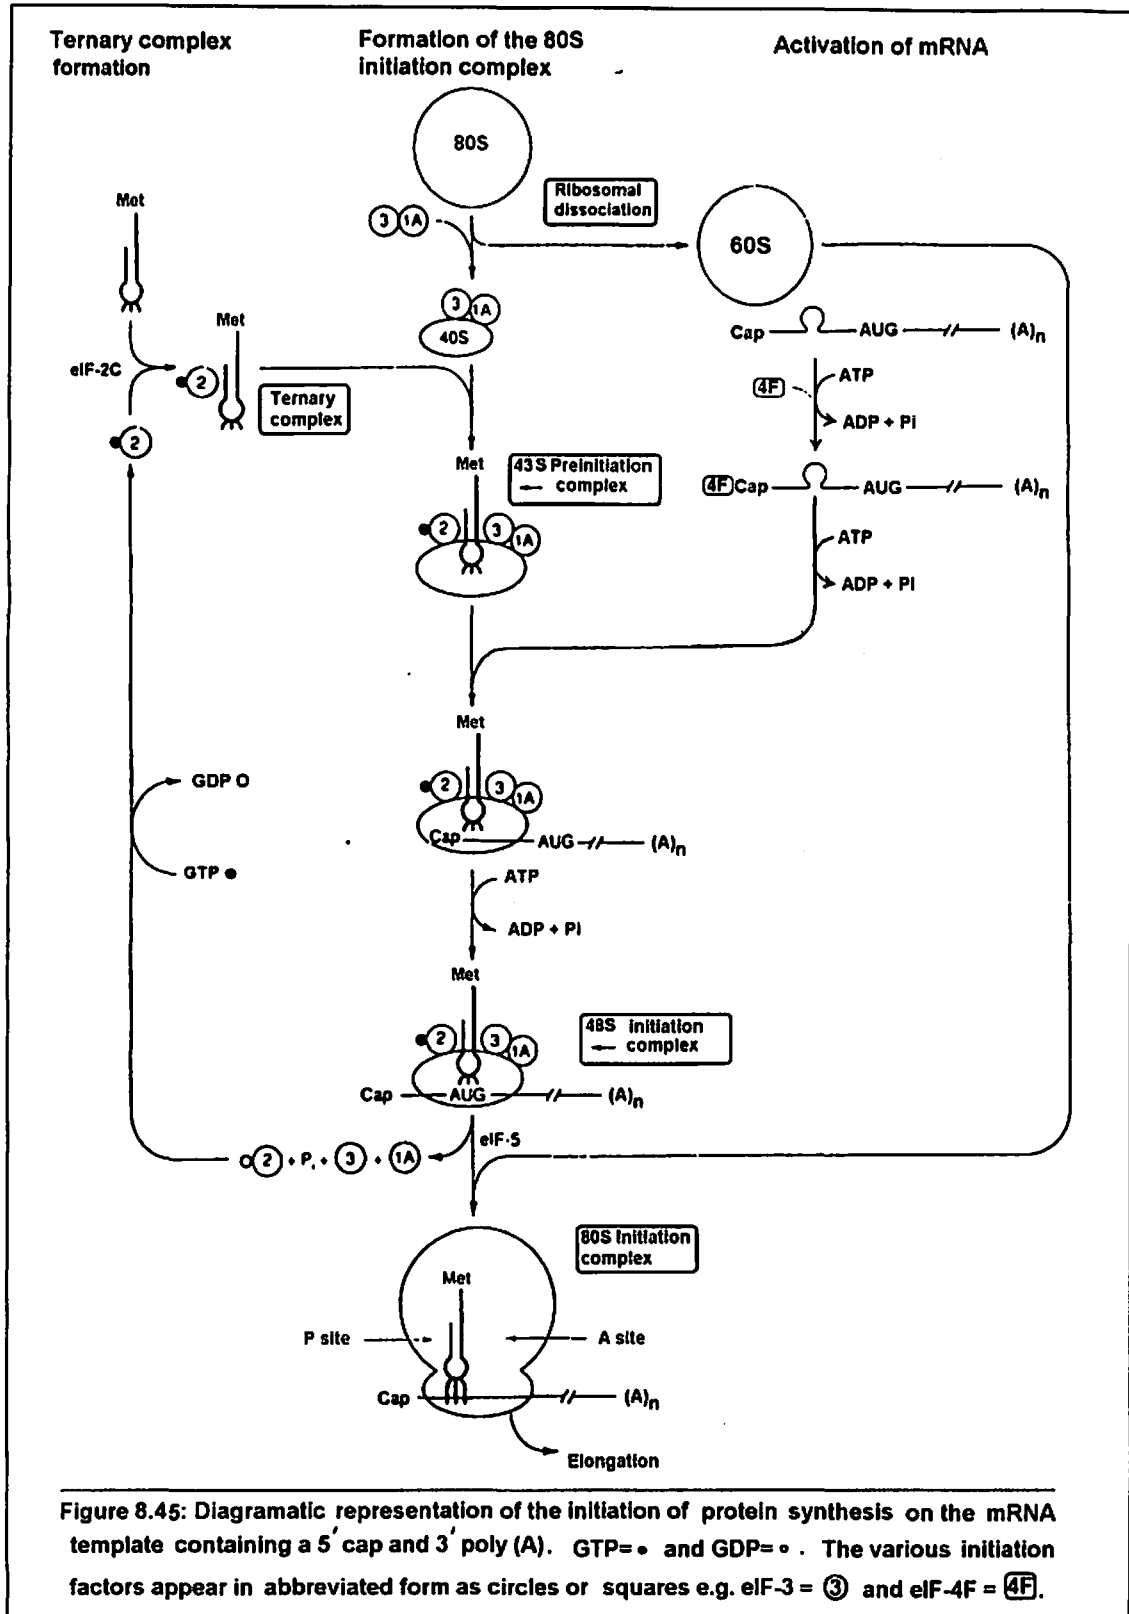 Ternary complex
formation
Formation of the 80S
initiation complex
Activation of mRNA
80S
Ribosomal
dissociation
Met
3 1A
60S
3 1A
40S
Met
Cap AUG (A)n
eIF-2C
2
Ternary
complex
4F
ATP
ADP + Pi
2
Met
43S Preinitiation
complex
4F Cap AUG (A)n
2 3 1A
ATP
ADP + Pi
Met
GDP O
2 3 1A
Cap AUG (A)n
GTP ●
ATP
ADP + Pi
Met
2 3 1A
48S initiation
complex
Cap AUG (A)n
eIF-5
2 + P, + 3 + 1A
80S Initiation
complex
Met
P site
A site
Cap (A)n
Elongation
Figure 8.45: Diagramatic representation of the initiation of protein synthesis on the mRNA
template containing a 5′ cap and 3′ poly (A). GTP= ● and GDP= ○ . The various initiation
factors appear in abbreviated form as circles or squares e.g. eIF-3 = ③ and eIF-4F = 4F.